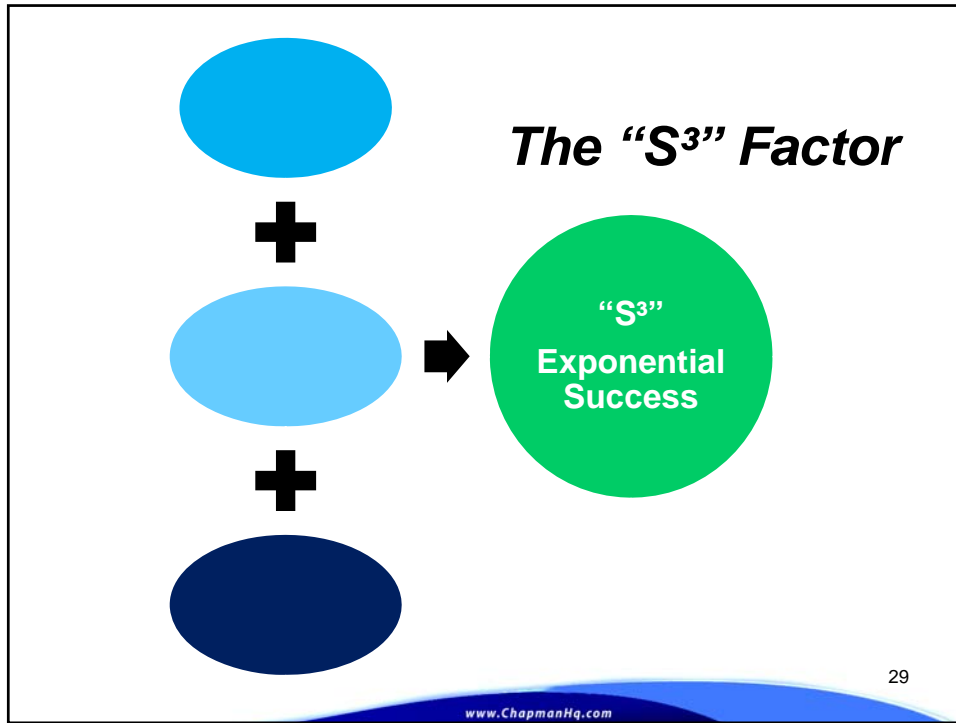 The “S³” Factor
“S³”
Exponential
Success
29
www.ChapmanHq.com